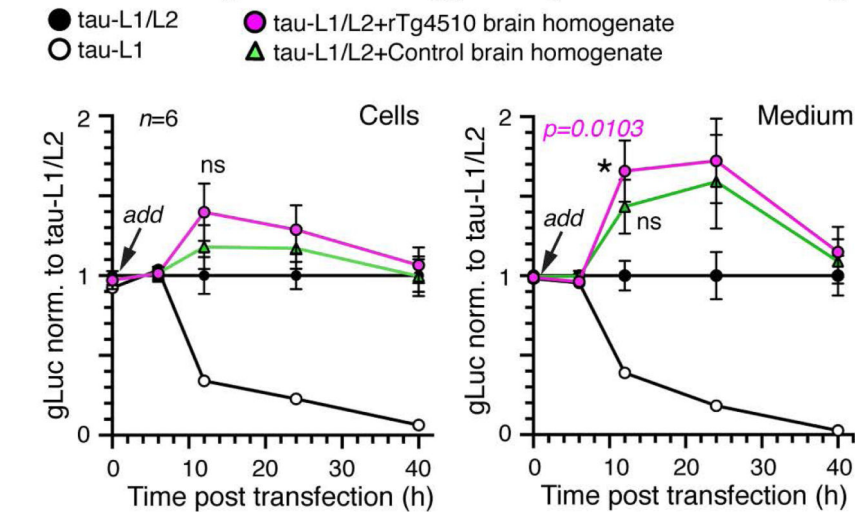 tau-L1/L2
tau-L1
tau-L1/L2+rTg4510 brain homogenate
tau-L1/L2+Control brain homogenate
gLuc norm. to tau-L1/L2
2
1
0
n=6
Cells
ns
add
0 10 20 30 40
Time post transfection (h)
gLuc norm. to tau-L1/L2
2
1
0
p=0.0103
Medium
*
ns
add
0 10 20 30 40
Time post transfection (h)